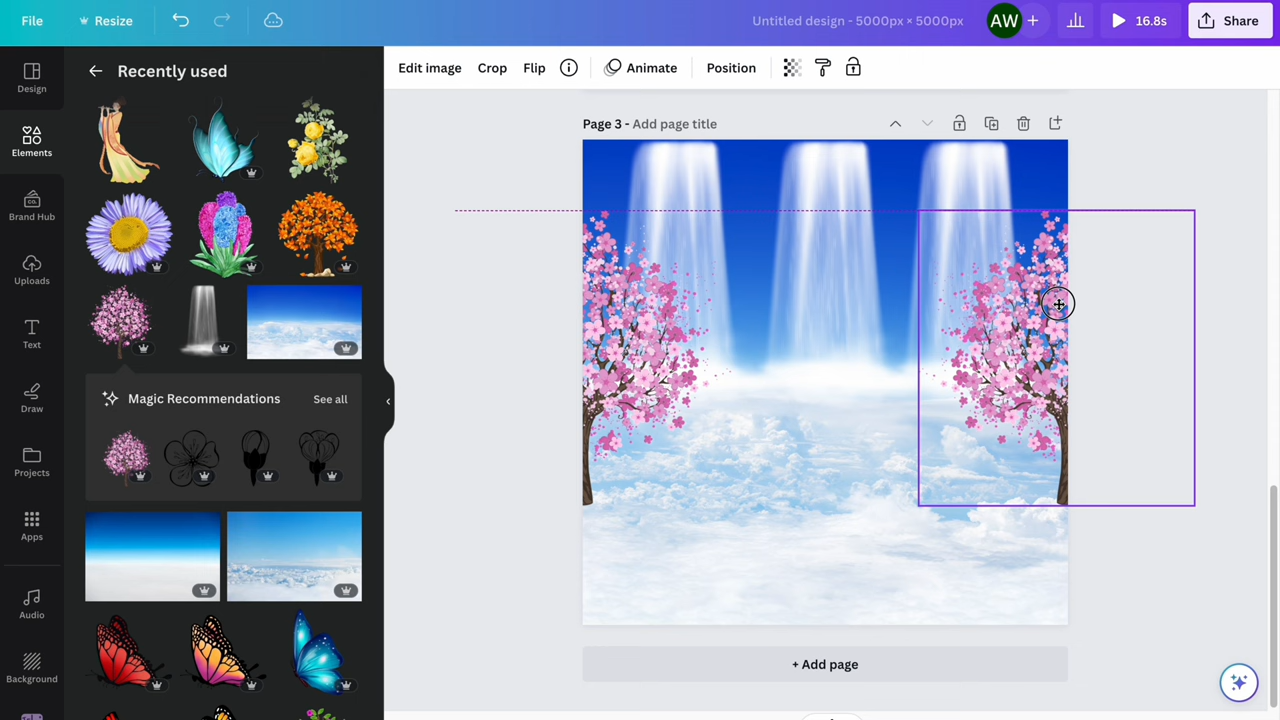 File
Resize
Untitled design - 5000px × 5000px
AW
+
16.8s
Share
Design
Elements
Brand Hub
Uploads
Text
Draw
Projects
Apps
Audio
Background
Recently used
Magic Recommendations
See all
Edit image
Crop
Flip
Animate
Position
Page 3 - Add page title
+ Add page